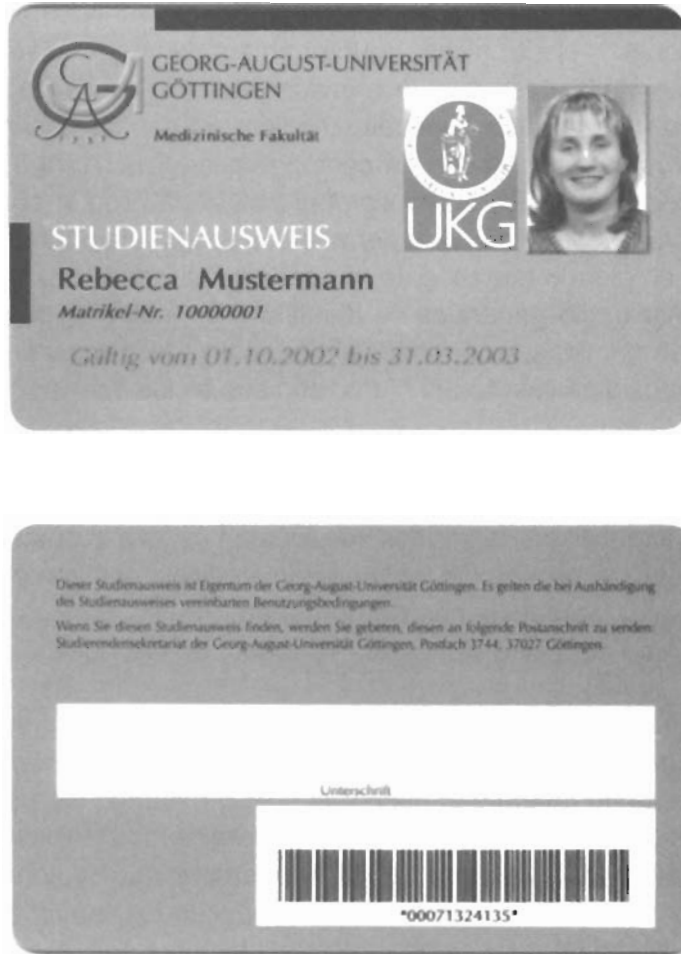 GEORG-AUGUST-UNIVERSITÄT
GÖTTINGEN
Medizinische Fakultät
UKG
STUDIENAUSWEIS
Rebecca Mustermann
Matrikel-Nr. 10000001
Gültig vom 01.10.2002 bis 31.03.2003
Dieser Studienausweis ist Eigentum der Georg-August-Universität Göttingen. Es gelten die bei Aushändigung
des Studienausweises vereinbarten Benutzungsbedingungen.
Wenn Sie diesen Studienausweis finden, werden Sie gebeten, diesen an folgende Postanschrift zu senden:
Studierendensekretariat der Georg-August-Universität Göttingen, Postfach 3744, 37027 Göttingen.
Unterschrift
*00071324135*